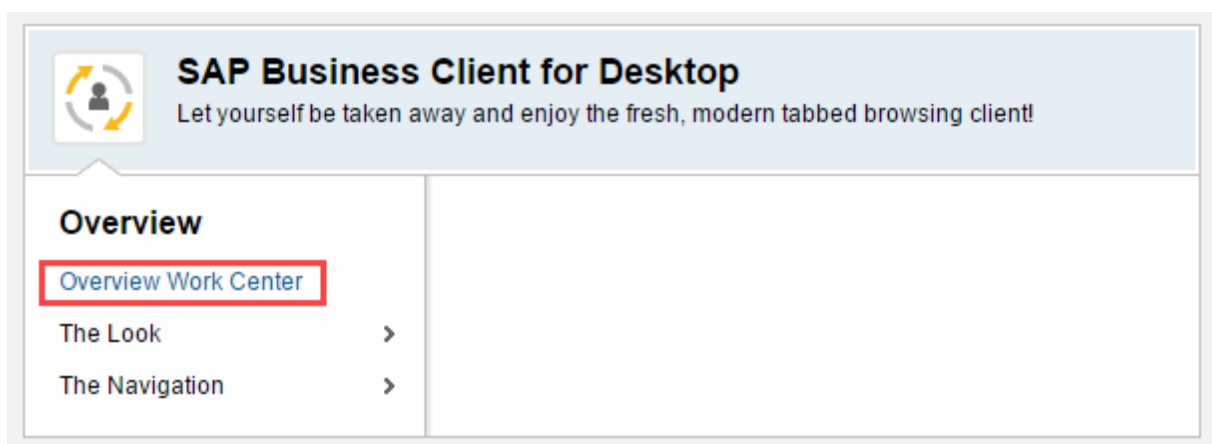 SAP Business Client for Desktop
Let yourself be taken away and enjoy the fresh, modern tabbed browsing client!
Overview
Overview Work Center
The Look
The Navigation